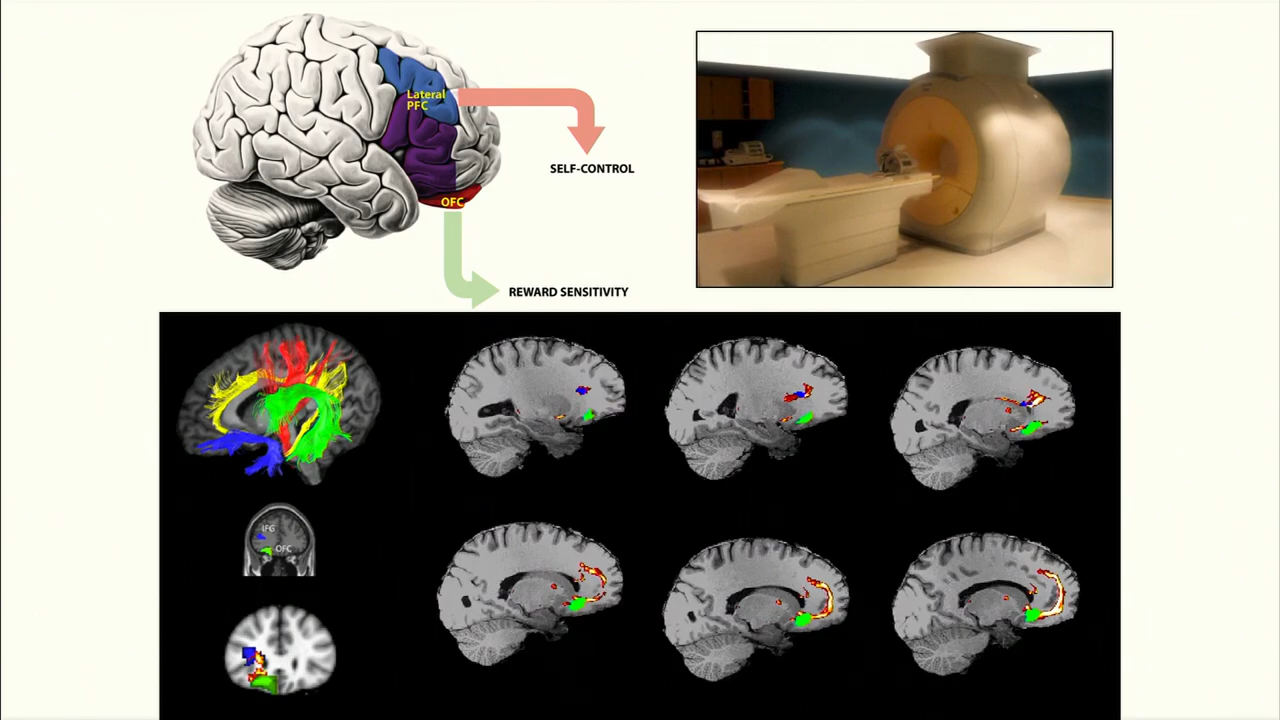 Lateral
PFC
SELF-CONTROL
OFC
REWARD SENSITIVITY
IFG
OFC